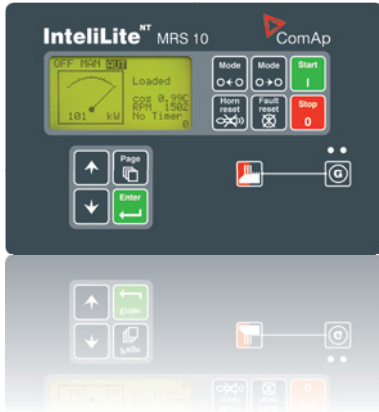 InteliLite NT MRS 10
ComAp
OFF MAN AUT
Loaded
cos 0.99C
RPM 1502
101 kW No Timer
0
Mode
Mode
Start
I
Horn reset
Fault reset
Stop
0
Page
Enter
G